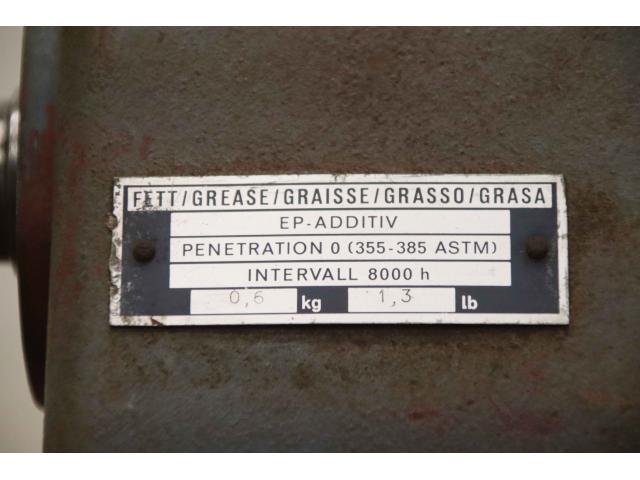 FETT/GREASE/GRAISSE/GRASSO/GRASA
EP-ADDITIV
PENETRATION 0 (355-385 ASTM)
INTERVALL 8000 h
0,6 kg 1,3 lb